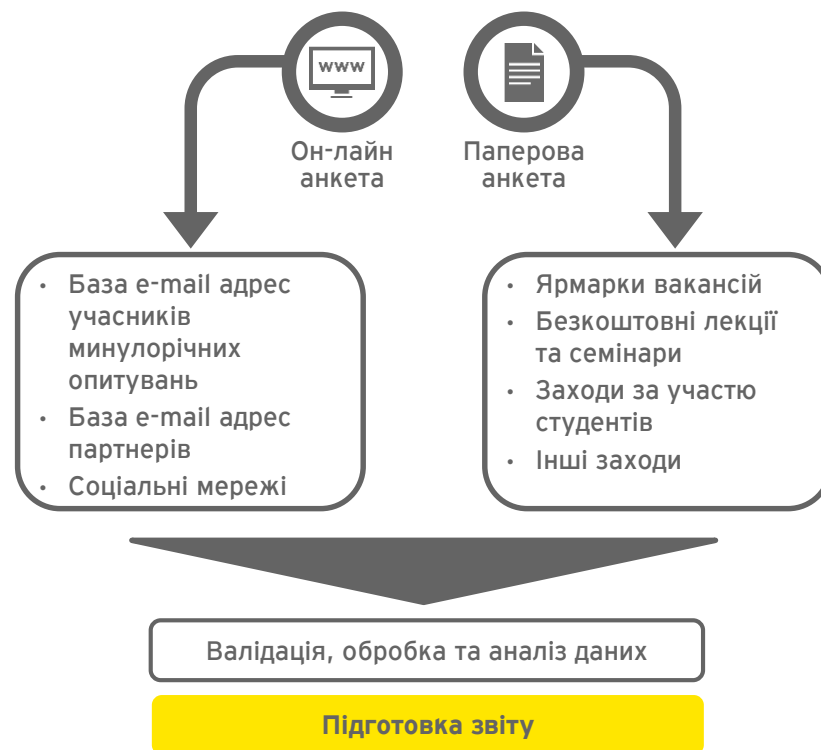 www
Он-лайн
анкета
Паперова
анкета
· База e-mail адрес
учасників
минулорічних
опитувань
· База e-mail адрес
партнерів
· Соціальні мережі
· Ярмарки вакансій
· Безкоштовні лекції
та семінари
· Заходи за участю
студентів
· Інші заходи
Валідація, обробка та аналіз даних
Підготовка звіту